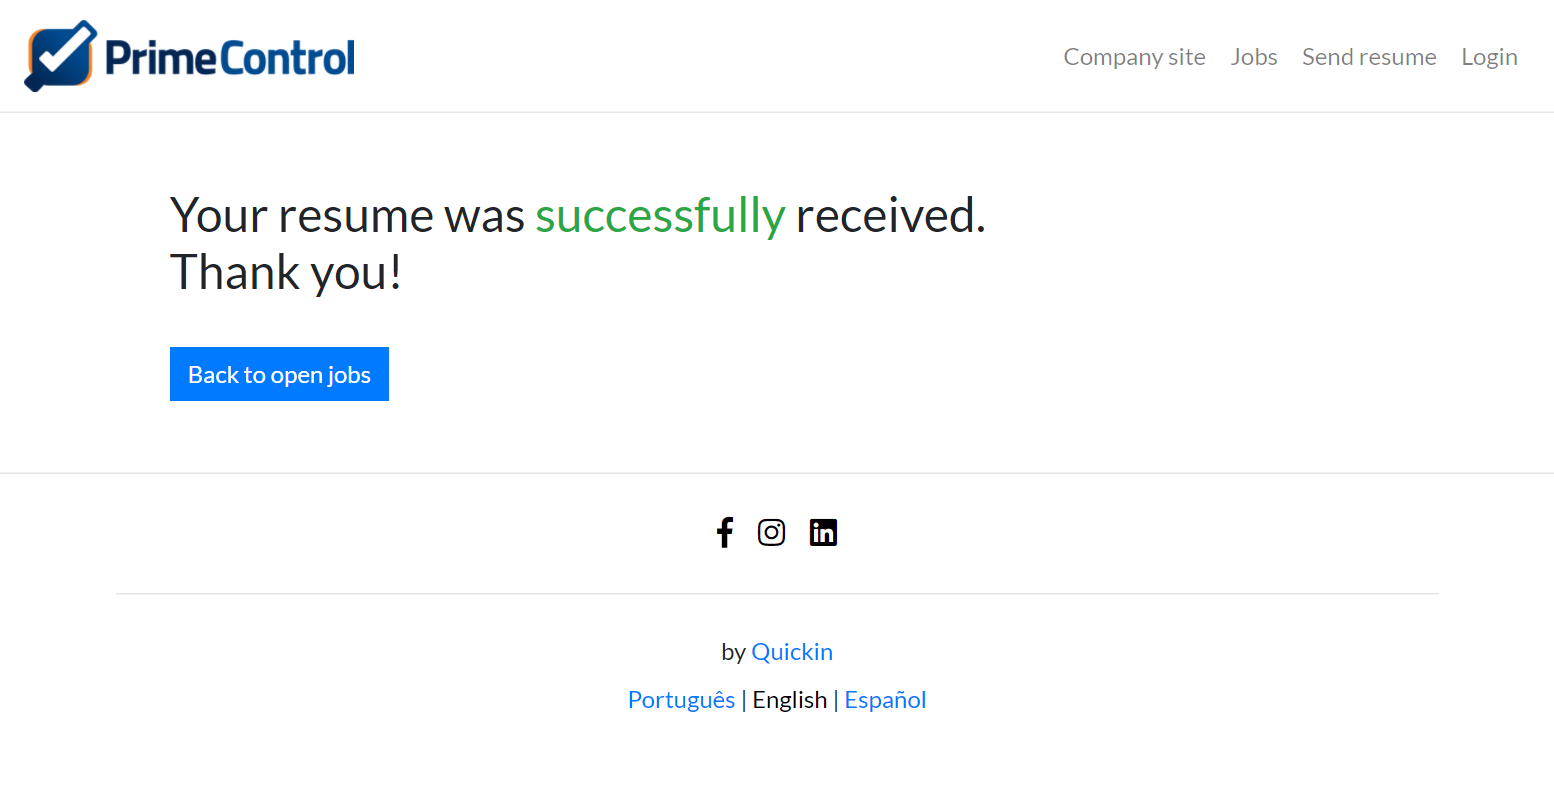 PrimeControl
Company site Jobs Send resume Login
Your resume was successfully received.
Thank you!
Back to open jobs
by Quickin
Português | English | Español